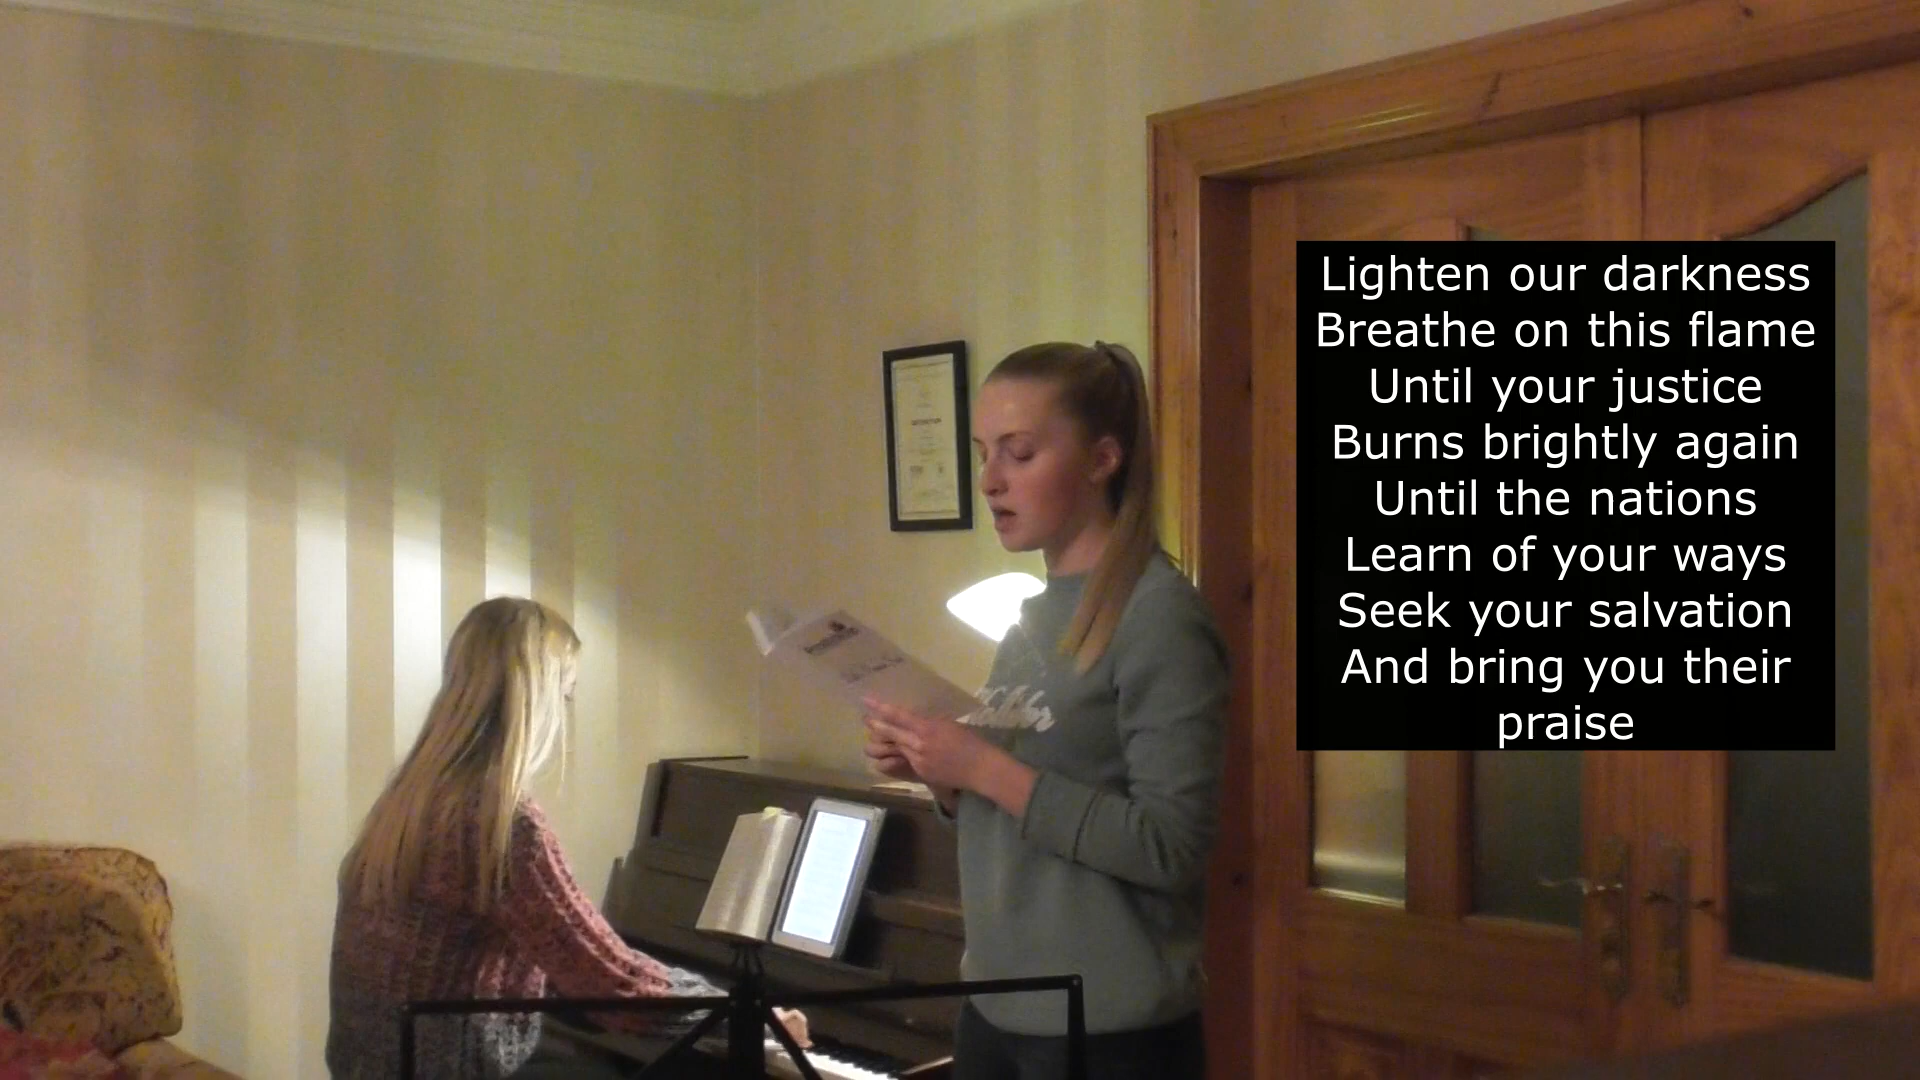 Lighten our darkness
Breathe on this flame
Until your justice
Burns brightly again
Until the nations
Learn of your ways
Seek your salvation
And bring you their
praise